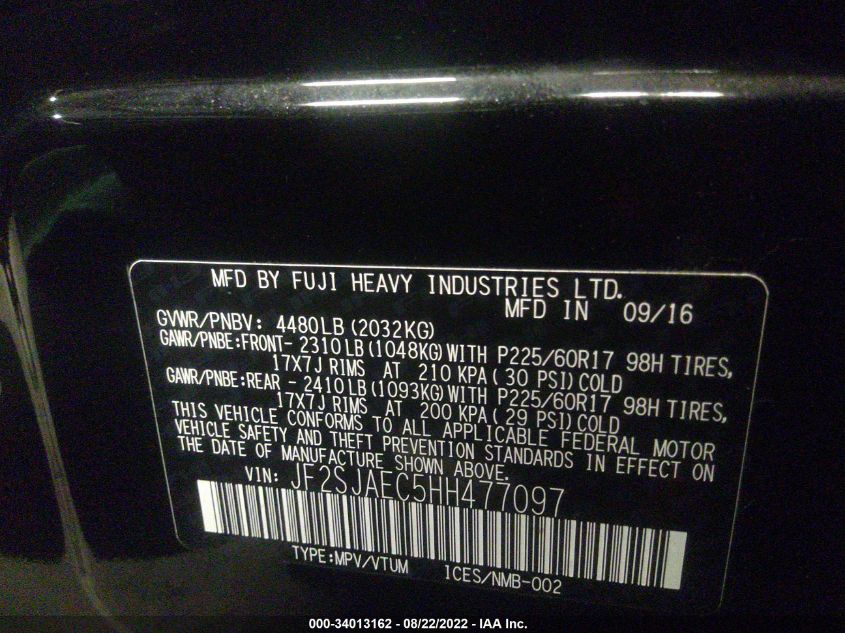 MFD BY FUJI HEAVY INDUSTRIES LTD.
MFD IN 09/16
GVWR/PNBV: 4480LB (2032KG)
GAWR/PNBE:FRONT- 2310LB (1048KG) WITH P225/60R17 98H TIRES,
17X7J RIMS AT 210 KPA ( 30 PSI) COLD
GAWR/PNBE:REAR - 2410LB (1093KG) WITH P225/60R17 98H TIRES,
17X7J RIMS AT 200 KPA ( 29 PSI) COLD
THIS VEHICLE CONFORMS TO ALL APPLICABLE FEDERAL MOTOR
VEHICLE SAFETY AND THEFT PREVENTION STANDARDS IN EFFECT ON
THE DATE OF MANUFACTURE SHOWN ABOVE.
VIN: JF2SJAEC5HH477097
TYPE:MPV/VTUM ICES/NMB-002
000-34013162 - 08/22/2022 - IAA Inc.